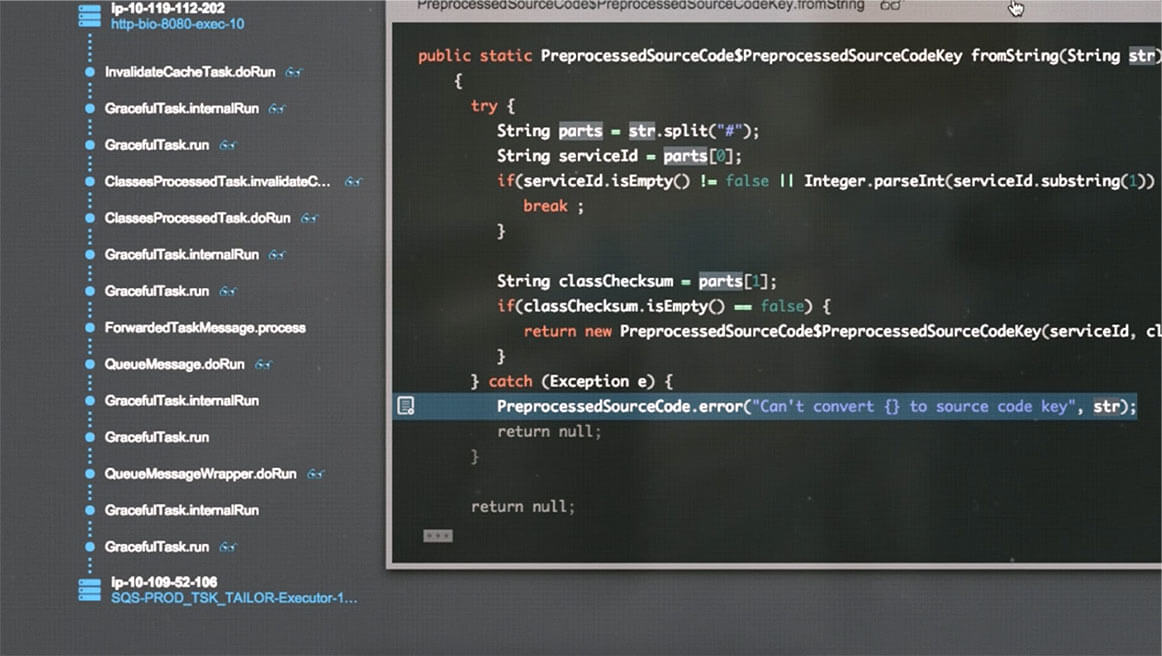 ip-10-119-112-202
http-bio-8080-exec-10
InvalidateCacheTask.doRun
GracefulTask.internalRun
GracefulTask.run
ClassesProcessedTask.invalidateC...
ClassesProcessedTask.doRun
GracefulTask.internalRun
GracefulTask.run
ForwardedTaskMessage.process
QueueMessage.doRun
GracefulTask.internalRun
GracefulTask.run
QueueMessageWrapper.doRun
GracefulTask.internalRun
GracefulTask.run
ip-10-109-52-106
SQS-PROD_TSK_TAILOR-Executor-1...
PreprocessedSourceCode$PreprocessedSourceCodeKey.fromString
public static PreprocessedSourceCode$PreprocessedSourceCodeKey fromString(String str)
{
try {
String parts = str.split("#");
String serviceId = parts[0];
if(serviceId.isEmpty() != false || Integer.parseInt(serviceId.substring(1))
break ;
}
String classChecksum = parts[1];
if(classChecksum.isEmpty() == false) {
return new PreprocessedSourceCode$PreprocessedSourceCodeKey(serviceId, cl
}
} catch (Exception e) {
PreprocessedSourceCode.error("Can't convert {} to source code key", str);
return null;
}
return null;